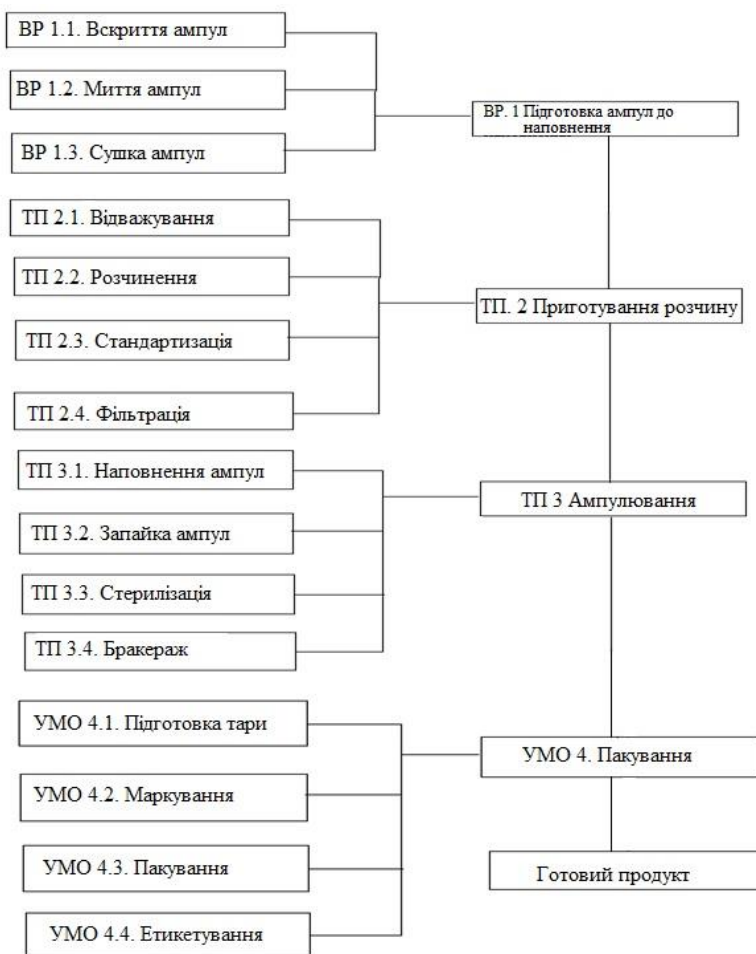 ВР 1.1. Вскриття ампул
ВР 1.2. Миття ампул
ВР. 1 Підготовка ампул до
наповнення
ВР 1.3. Сушка ампул
ТП 2.1. Відважування
ТП 2.2. Розчинення
ТП. 2 Приготування розчину
ТП 2.3. Стандартизація
ТП 2.4. Фільтрація
ТП 3.1. Наповнення ампул
ТП 3 Ампулювання
ТП 3.2. Запайка ампул
ТП 3.3. Стерилізація
ТП 3.4. Бракераж
УМО 4.1. Підготовка тари
УМО 4. Пакування
УМО 4.2. Маркування
УМО 4.3. Пакування
Готовий продукт
УМО 4.4. Етикетування